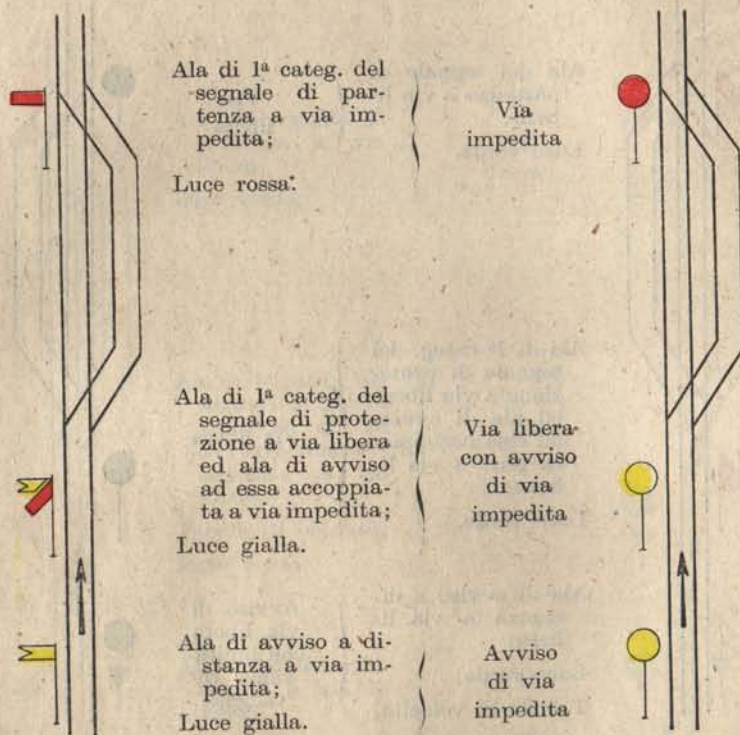 Ala di 1ª categ. del
segnale di par-
tenza a via im-
pedita;
Luce rossa.
Via
impedita
Ala di 1ª categ. del
segnale di prote-
zione a via libera
ed ala di avviso
ad essa accoppia-
ta a via impedita;
Luce gialla.
Via libera
con avviso
di via
impedita
Ala di avviso a di-
stanza a via im-
pedita;
Luce gialla.
Avviso
di via
impedita